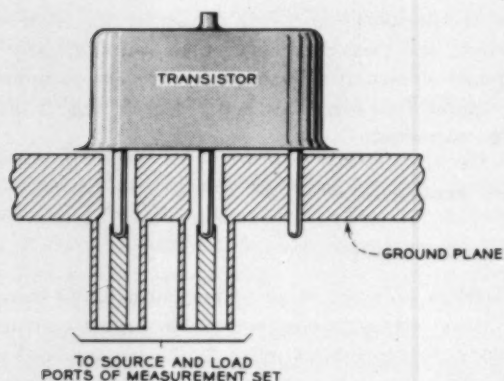 TRANSISTOR
GROUND PLANE
TO SOURCE AND LOAD
PORTS OF MEASUREMENT SET